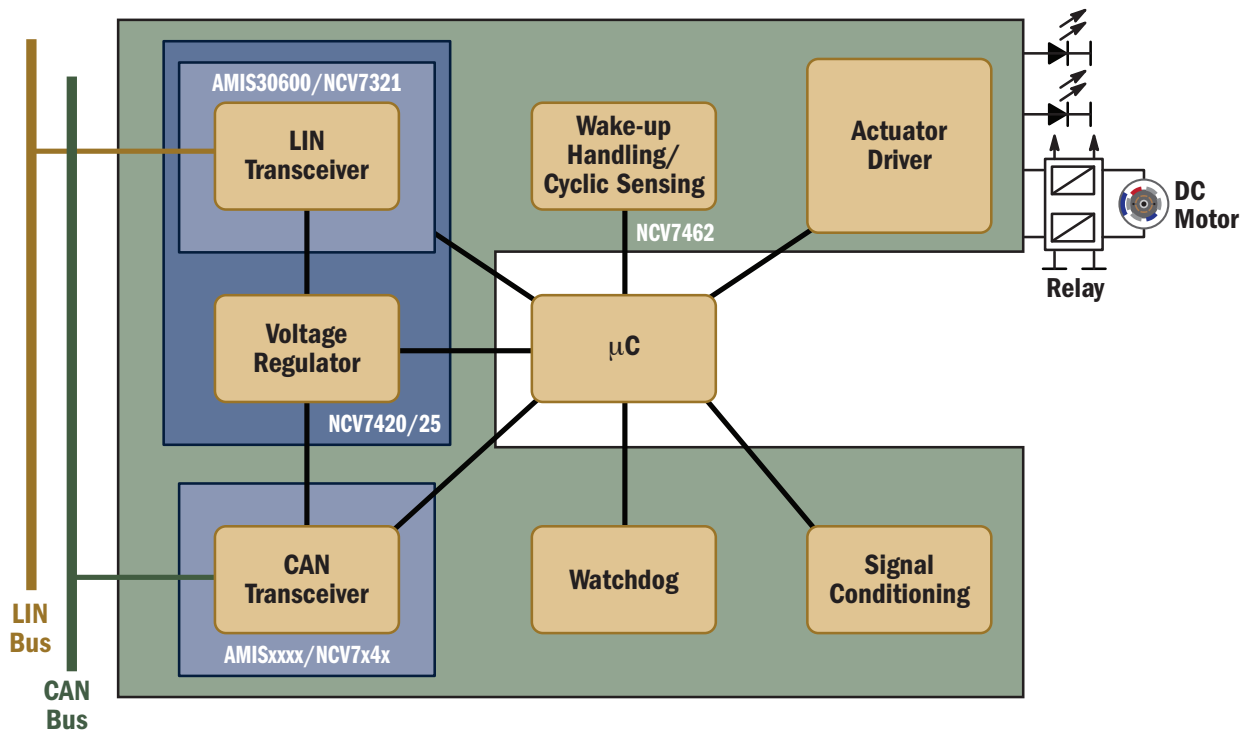 AMIS30600/NCV7321
LIN
Transceiver
Wake-up
Handling/
Cyclic Sensing
NCV7462
Actuator
Driver
DC
Motor
Relay
Voltage
Regulator
NCV7420/25
μC
CAN
Transceiver
AMISxxxx/NCV7x4x
Watchdog
Signal
Conditioning
LIN
Bus
CAN
Bus